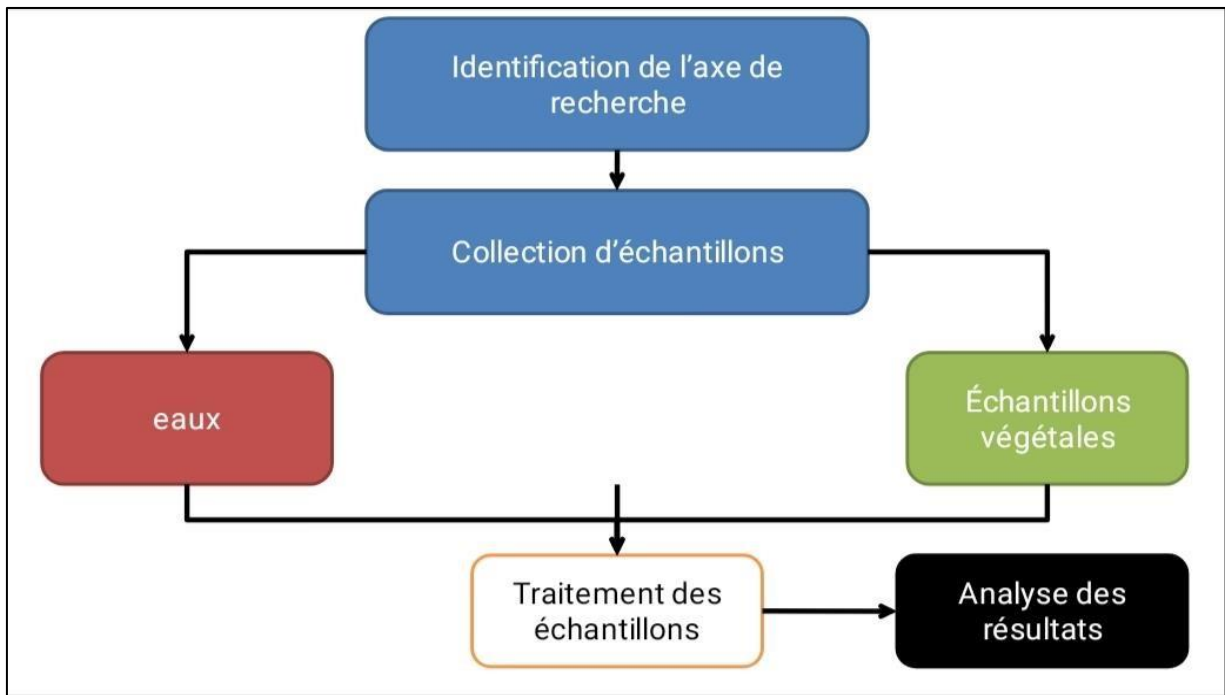 Identification de l'axe de
recherche
Collection d'échantillons
eaux
Échantillons
végétales
Traitement des
échantillons
Analyse des
résultats